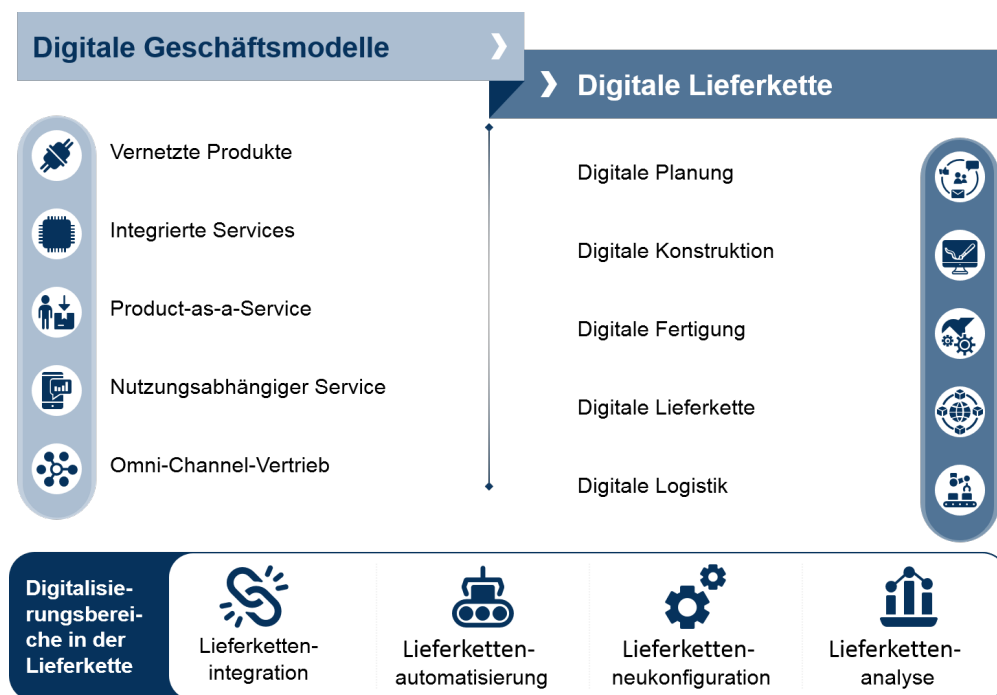 Digitale Geschäftsmodelle
Digitale Lieferkette
Vernetzte Produkte
Integrierte Services
Product-as-a-Service
Nutzungsabhängiger Service
Omni-Channel-Vertrieb
Digitale Planung
Digitale Konstruktion
Digitale Fertigung
Digitale Lieferkette
Digitale Logistik
Digitalisie-
rungsberei-
che in der
Lieferkette
Lieferketten-
integration
Lieferketten-
automatisierung
Lieferketten-
neukonfiguration
Lieferketten-
analyse